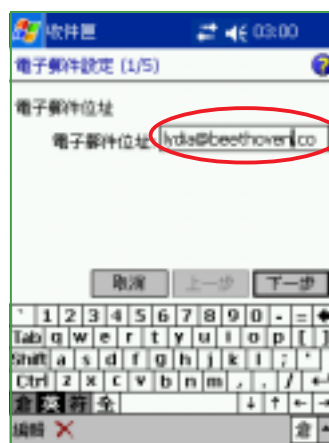 收件匣 03:00
電子郵件設定 (1/5)
電子郵件位址
電子郵件位址: lydia@beethoven.co
取消 上一步 下一步
` 1 2 3 4 5 6 7 8 9 0 - =
Tab q w e r t y u i o p [ ]
Shift a s d f g h j k l ; '
Ctrl z x c v b n m , . /
倉 英 符 全
編輯 倉